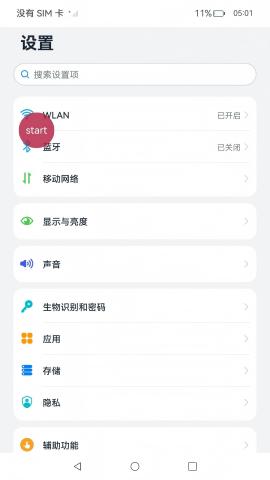 没有 SIM 卡 11% 05:01
设置
搜索设置项
WLAN 已开启
start
蓝牙 已关闭
移动网络
显示与亮度
声音
生物识别和密码
应用
存储
隐私
辅助功能